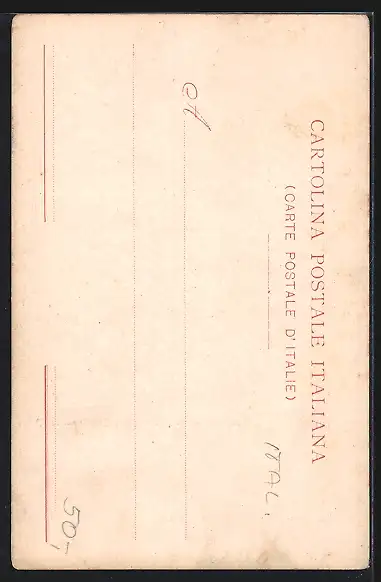 CARTOLINA POSTALE ITALIANA
(CARTE POSTALE D'ITALIE)
ITAL.
A
50,-